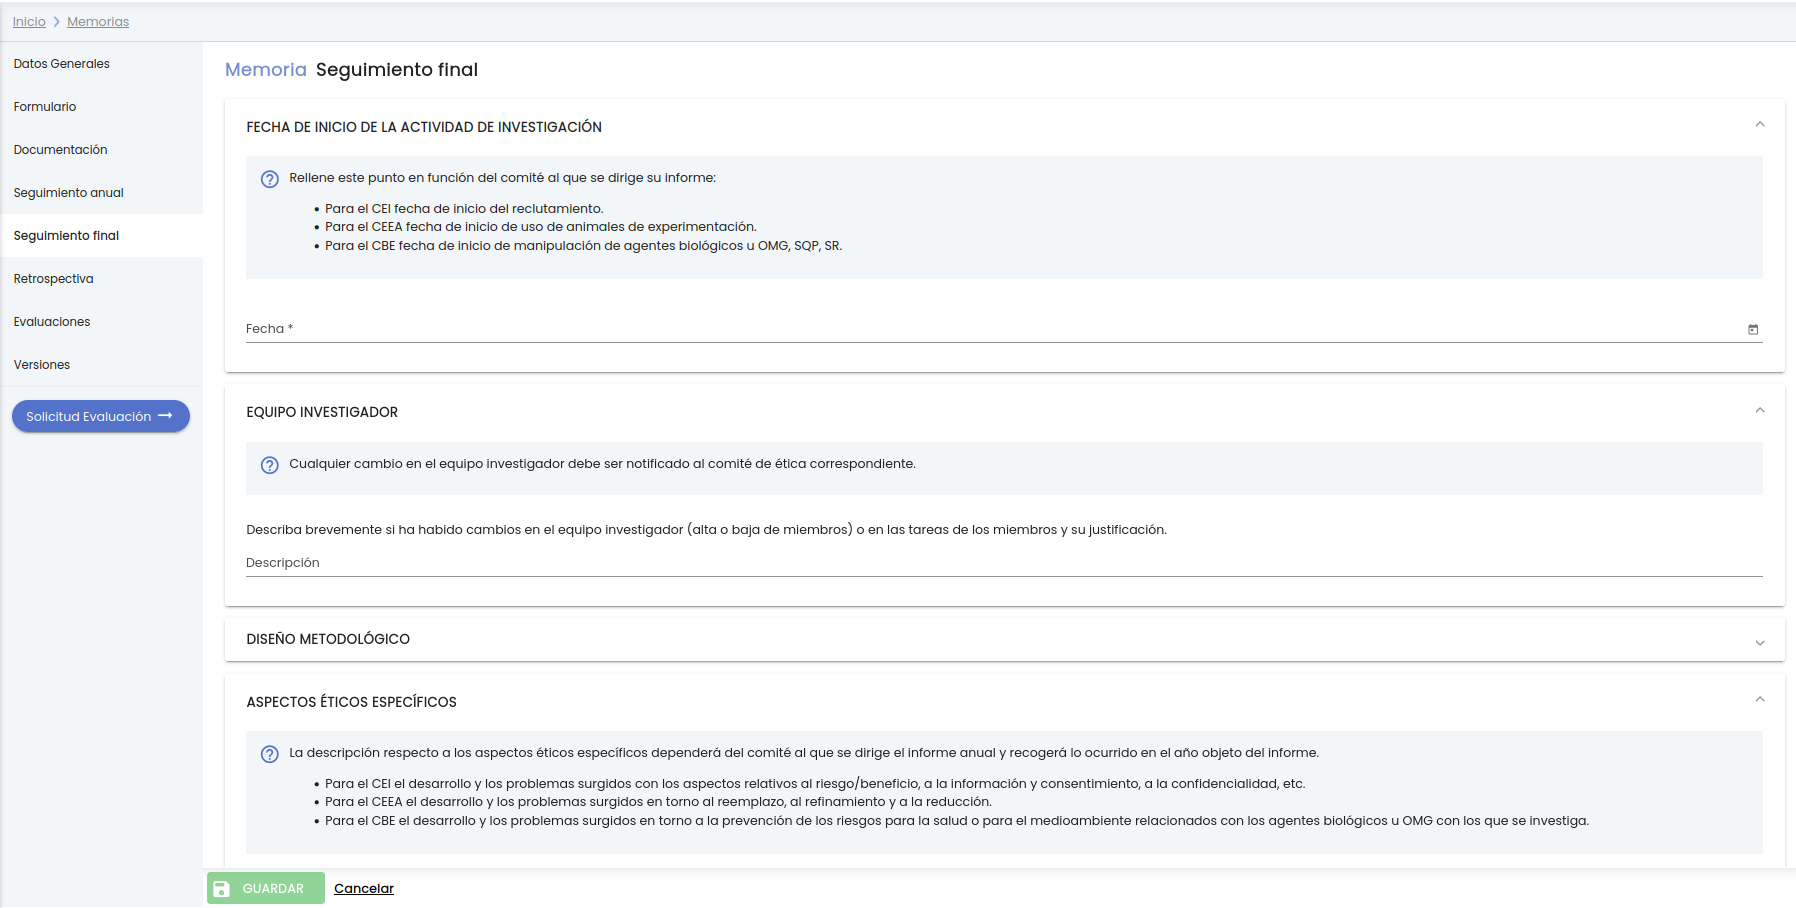 Inicio > Memorias
Datos Generales
Formulario
Documentación
Seguimiento anual
Seguimiento final
Retrospectiva
Evaluaciones
Versiones
Solicitud Evaluación →
Memoria Seguimiento final
FECHA DE INICIO DE LA ACTIVIDAD DE INVESTIGACIÓN
Rellene este punto en función del comité al que se dirige su informe:
• Para el CEI fecha de inicio del reclutamiento.
• Para el CEEA fecha de inicio de uso de animales de experimentación.
• Para el CBE fecha de inicio de manipulación de agentes biológicos u OMG, SQP, SR.
Fecha *
EQUIPO INVESTIGADOR
Cualquier cambio en el equipo investigador debe ser notificado al comité de ética correspondiente.
Describa brevemente si ha habido cambios en el equipo investigador (alta o baja de miembros) o en las tareas de los miembros y su justificación.
Descripción
DISEÑO METODOLÓGICO
ASPECTOS ÉTICOS ESPECÍFICOS
La descripción respecto a los aspectos éticos específicos dependerá del comité al que se dirige el informe anual y recogerá lo ocurrido en el año objeto del informe.
• Para el CEI el desarrollo y los problemas surgidos con los aspectos relativos al riesgo/beneficio, a la información y consentimiento, a la confidencialidad, etc.
• Para el CEEA el desarrollo y los problemas surgidos en torno al reemplazo, al refinamiento y a la reducción.
• Para el CBE el desarrollo y los problemas surgidos en torno a la prevención de los riesgos para la salud o para el medioambiente relacionados con los agentes biológicos u OMG con los que se investiga.
GUARDAR Cancelar